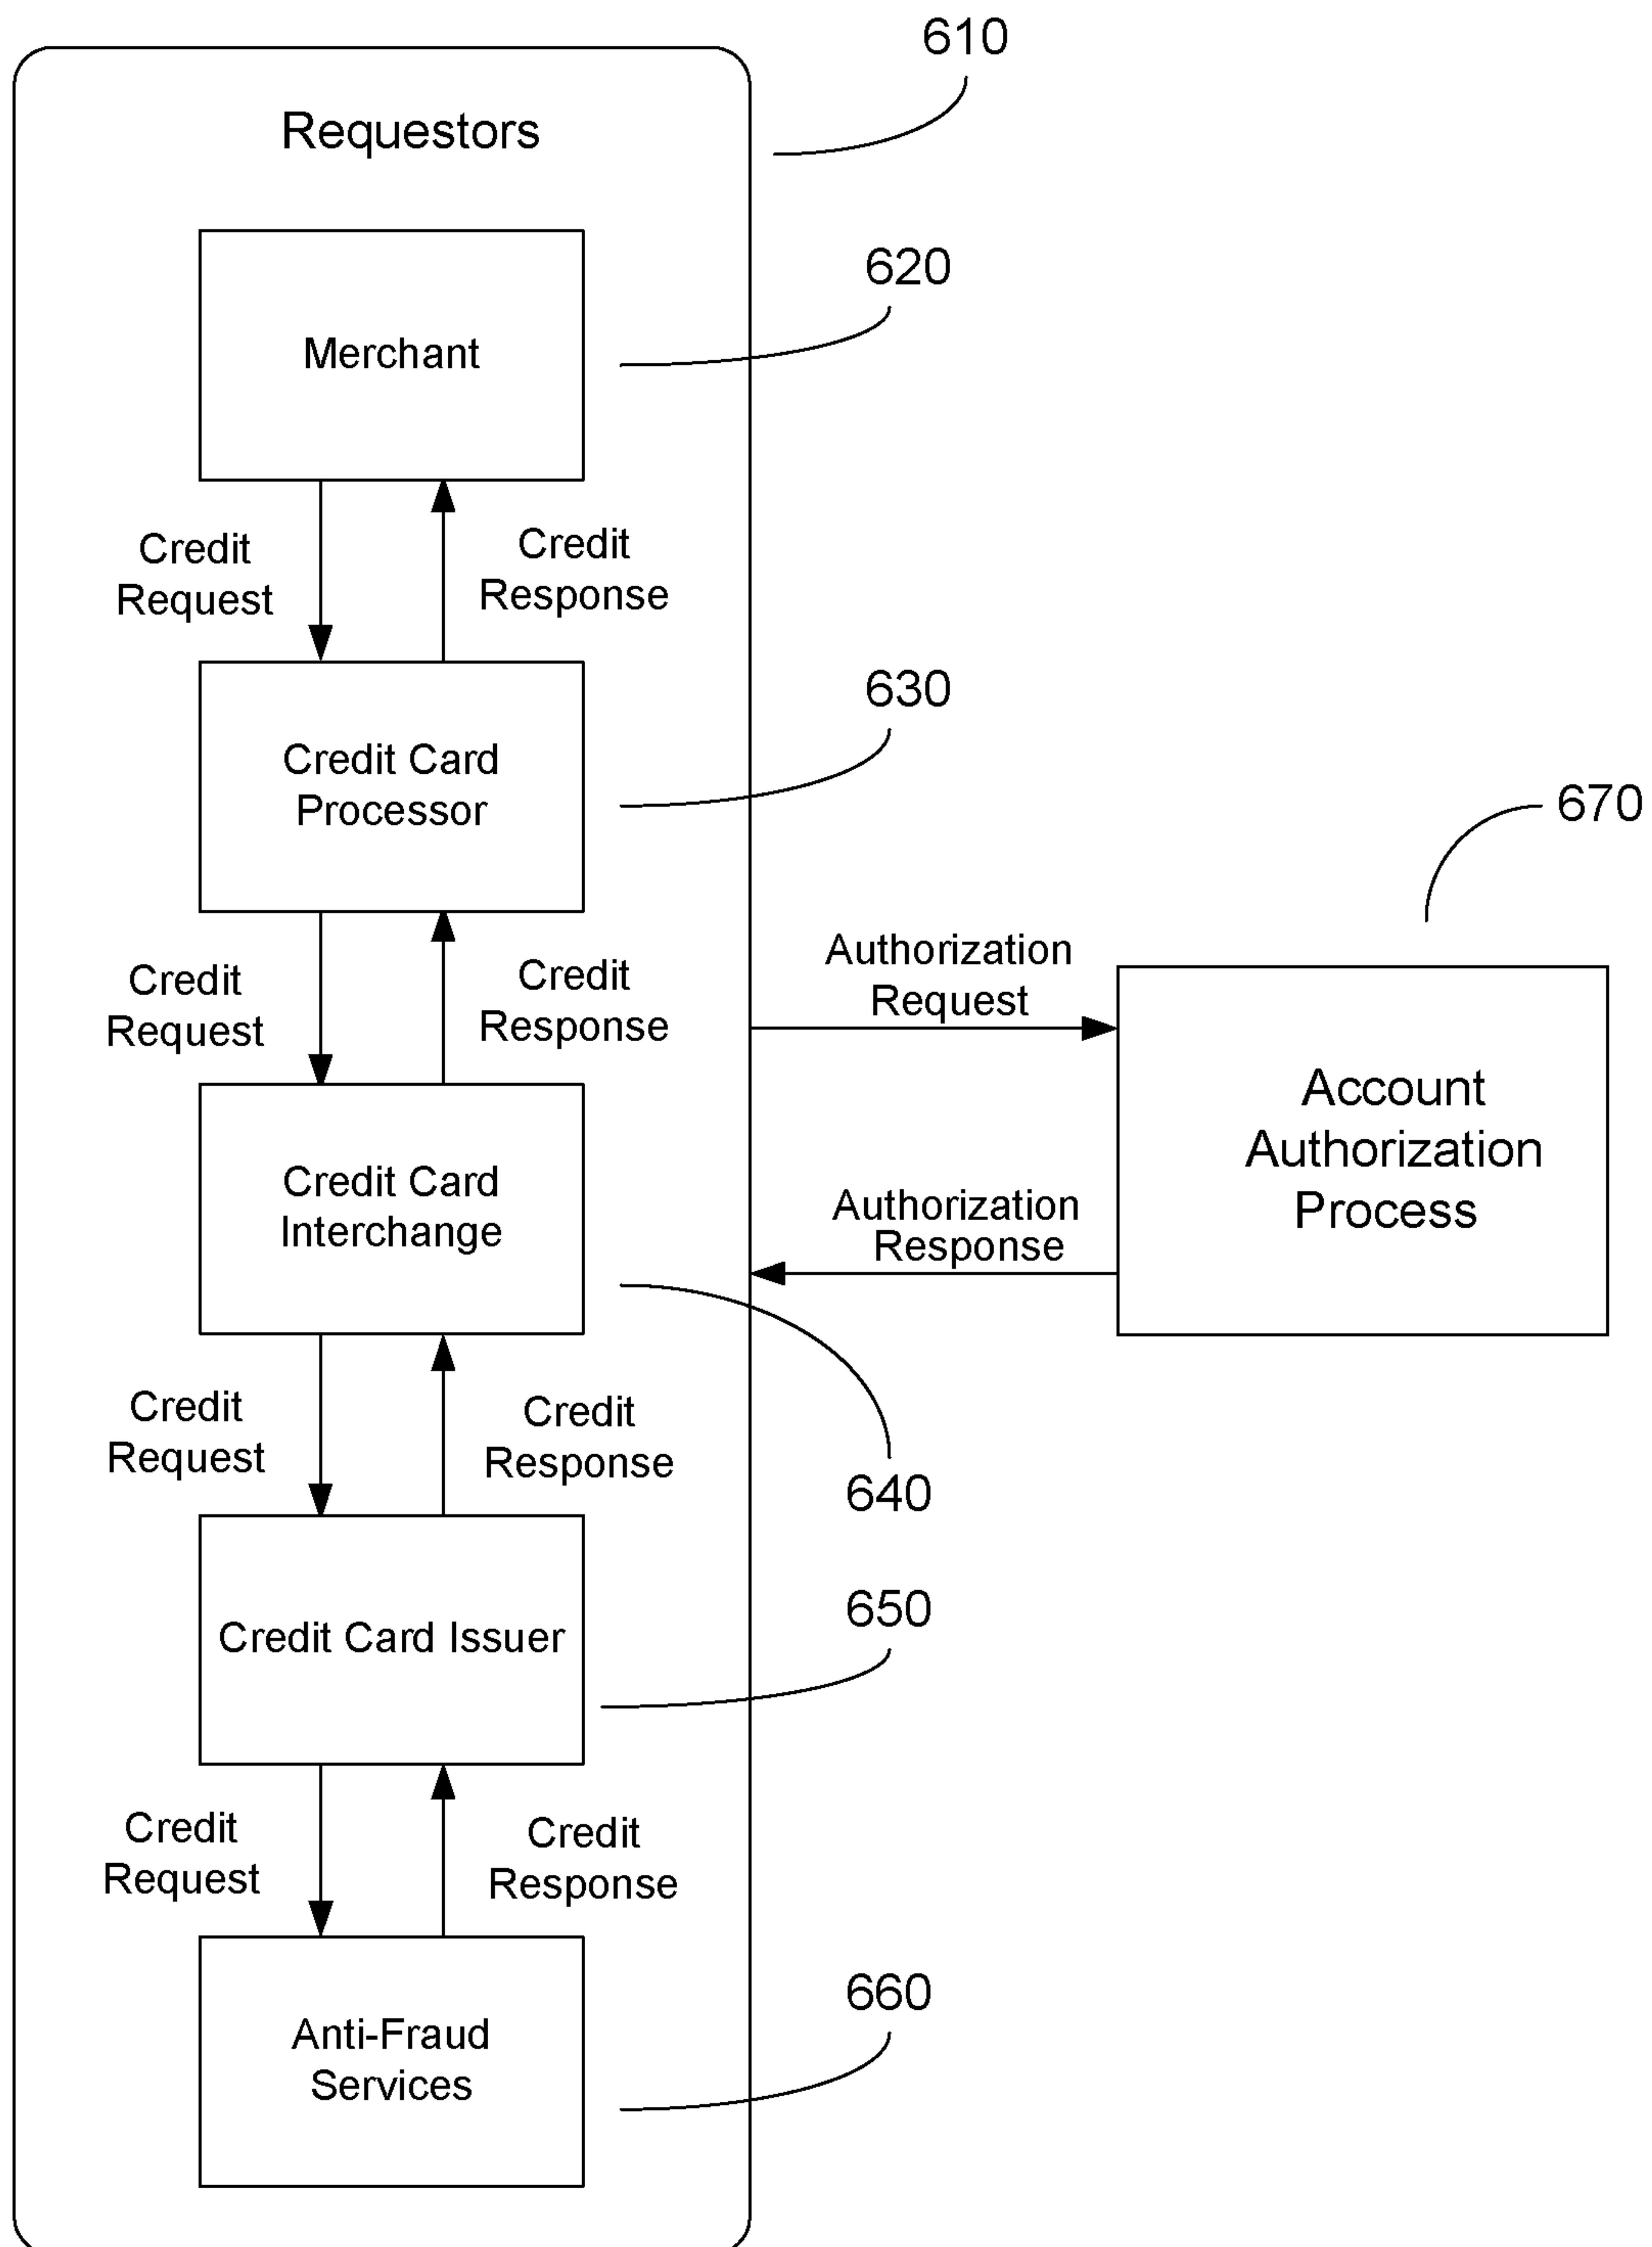 610
Requestors
620
Merchant
Credit
Request
Credit
Response
630
Credit Card
Processor
670
Credit
Request
Credit
Response
Authorization
Request
Account
Authorization
Process
Credit Card
Interchange
Authorization
Response
640
Credit
Request
Credit
Response
650
Credit Card Issuer
Credit
Request
Credit
Response
660
Anti-Fraud
Services